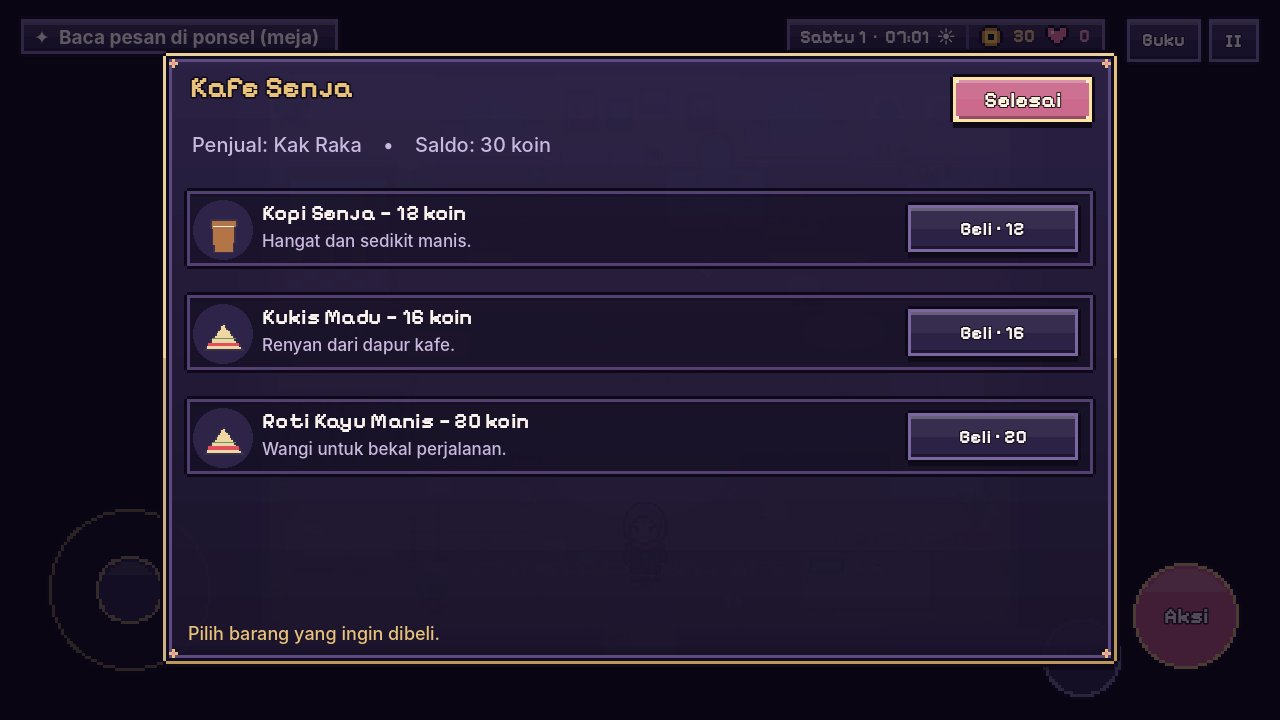 ✦ Baca pesan di ponsel (meja)
Sabtu 1 · 07:01 ☀ 30 0
Buku
II
Kafe Senja
Selesai
Penjual: Kak Raka • Saldo: 30 koin
Kopi Senja - 12 koin
Hangat dan sedikit manis.
Beli · 12
Kukis Madu - 16 koin
Renyan dari dapur kafe.
Beli · 16
Roti Kayu Manis - 20 koin
Wangi untuk bekal perjalanan.
Beli · 20
Pilih barang yang ingin dibeli.
Aksi